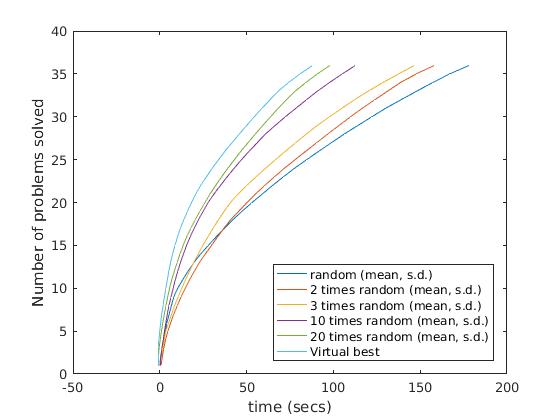 40
35
30
25
20
15
10
5
0
Number of problems solved
-50
0
50
100
150
200
time (secs)
random (mean, s.d.)
2 times random (mean, s.d.)
3 times random (mean, s.d.)
10 times random (mean, s.d.)
20 times random (mean, s.d.)
Virtual best